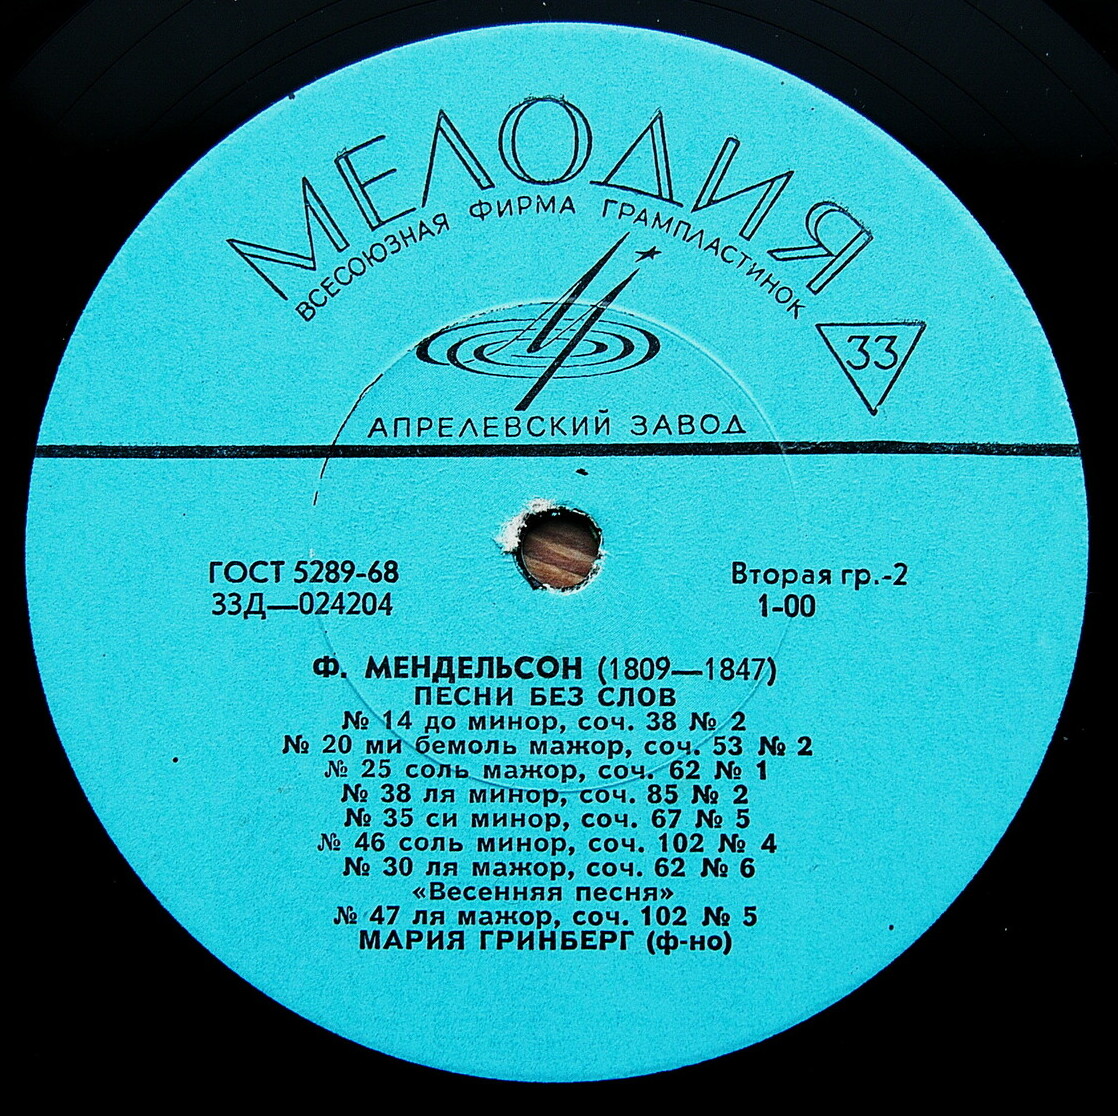 МЕЛОДИЯ
ВСЕСОЮЗНАЯ ФИРМА ГРАМПЛАСТИНОК
33
АПРЕЛЕВСКИЙ ЗАВОД
ГОСТ 5289-68
33Д—024204
Вторая гр.-2
1-00
Ф. МЕНДЕЛЬСОН (1809—1847)
ПЕСНИ БЕЗ СЛОВ
№ 14 до минор, соч. 38 № 2
№ 20 ми бемоль мажор, соч. 53 № 2
№ 25 соль мажор, соч. 62 № 1
№ 38 ля минор, соч. 85 № 2
№ 35 си минор, соч. 67 № 5
№ 46 соль минор, соч. 102 № 4
№ 30 ля мажор, соч. 62 № 6
«Весенняя песня»
№ 47 ля мажор, соч. 102 № 5
МАРИЯ ГРИНБЕРГ (ф-но)